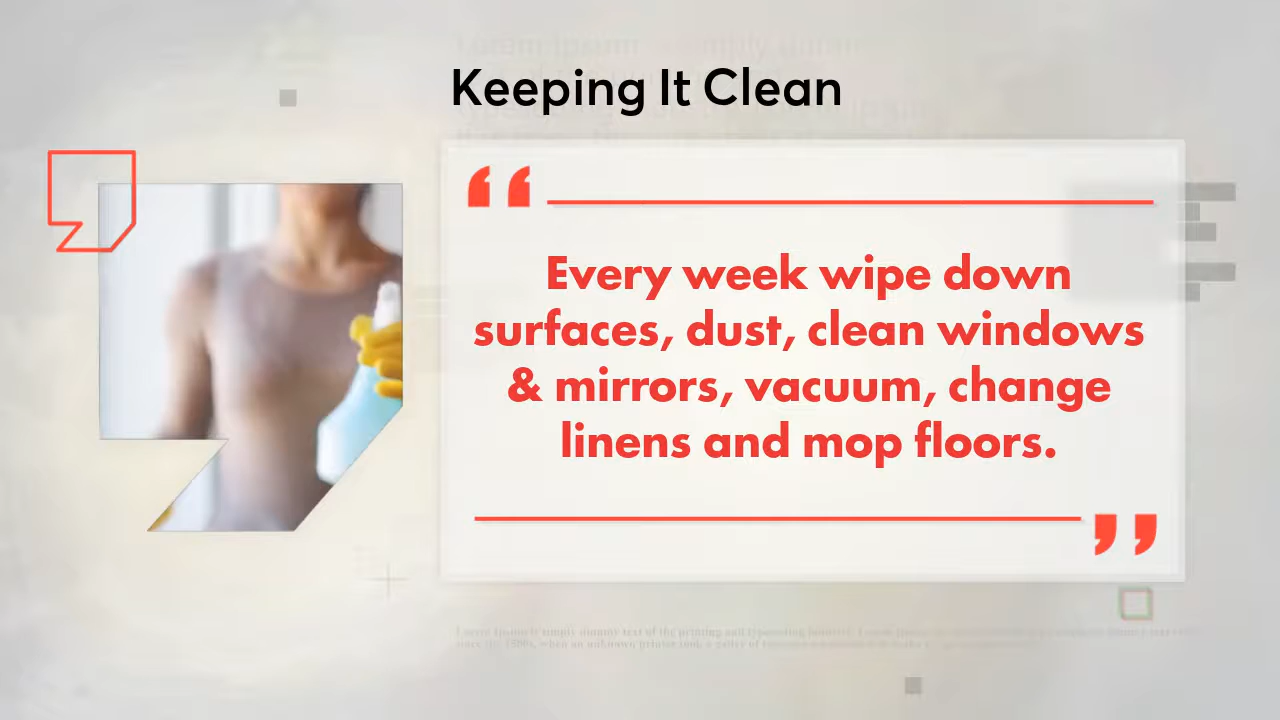 Keeping It Clean
Every week wipe down
surfaces, dust, clean windows
& mirrors, vacuum, change
linens and mop floors.